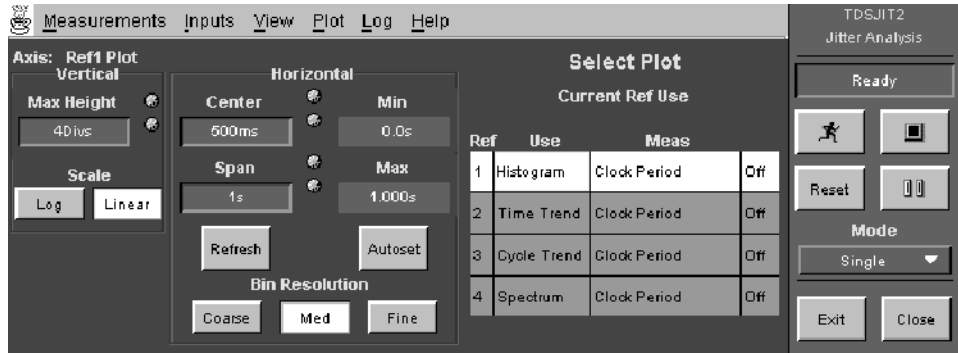 Measurements Inputs View Plot Log Help
Axis: Ref1 Plot
Vertical
Max Height
4Divs
Scale
Log Linear
Horizontal
Center Min
500ms 0.0s
Span Max
1s 1.000s
Refresh Autoset
Bin Resolution
Coarse Med Fine
Select Plot
Current Ref Use
Ref Use Meas
1 Histogram Clock Period Off
2 Time Trend Clock Period Off
3 Cycle Trend Clock Period Off
4 Spectrum Clock Period Off
TDSJIT2
Jitter Analysis
Ready
Reset
Mode
Single
Exit Close